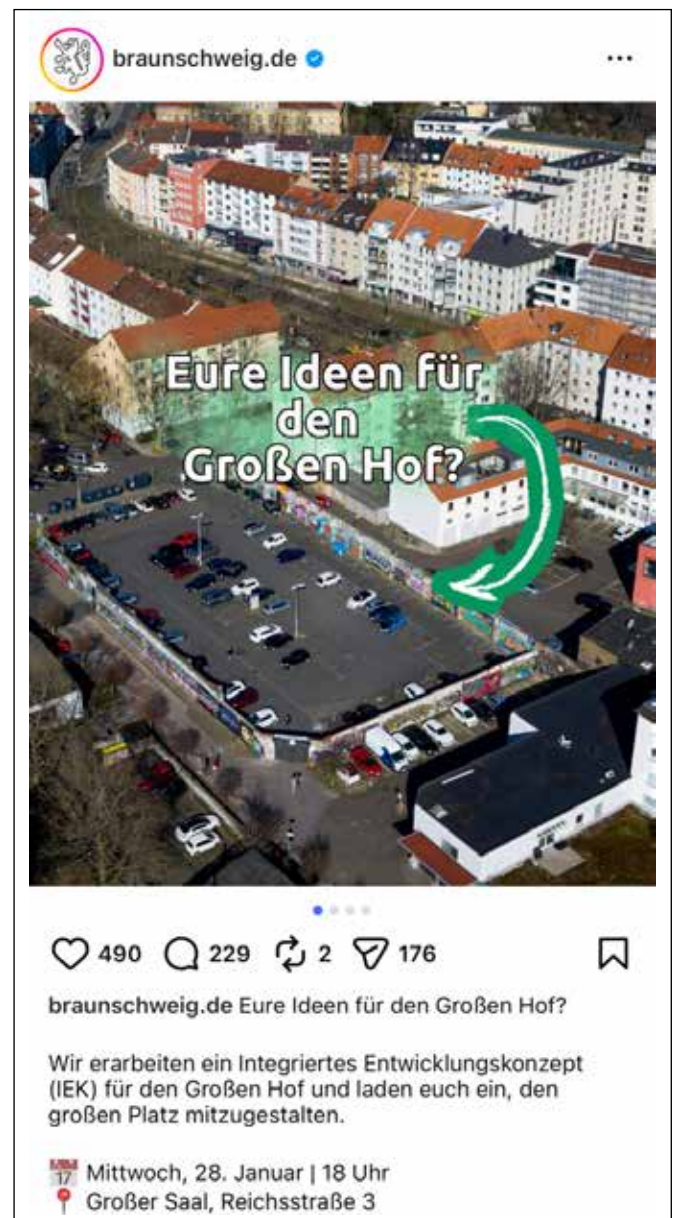 braunschweig.de
Eure Ideen für
den
Großen Hof?
490 229 2 176
braunschweig.de Eure Ideen für den Großen Hof?
Wir erarbeiten ein Integriertes Entwicklungskonzept
(IEK) für den Großen Hof und laden euch ein, den
großen Platz mitzugestalten.
📅 Mittwoch, 28. Januar | 18 Uhr
📍 Großer Saal, Reichsstraße 3